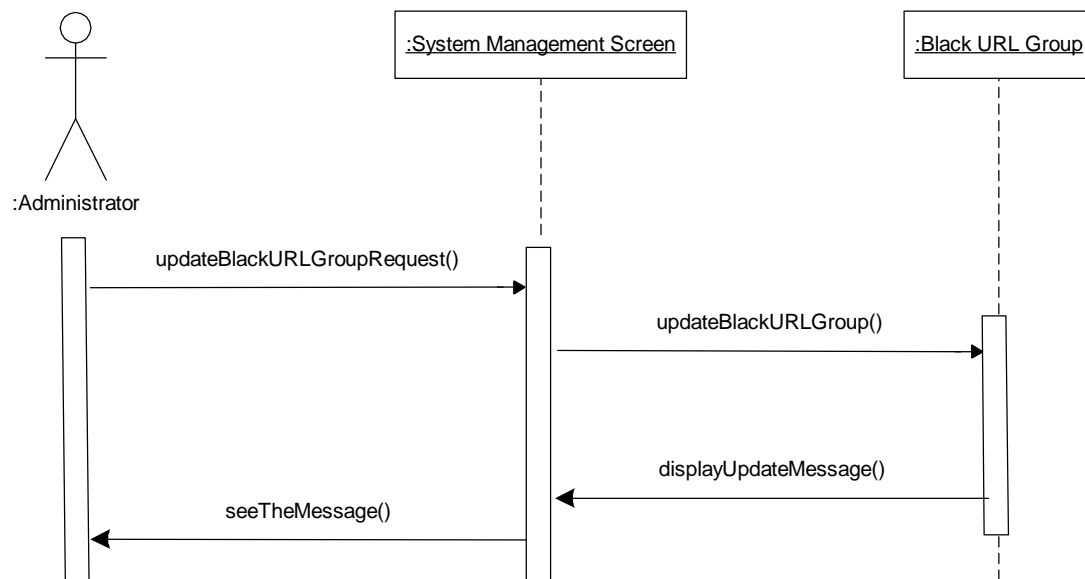 :System Management Screen
:Black URL Group
:Administrator
updateBlackURLGroupRequest()
updateBlackURLGroup()
displayUpdateMessage()
seeTheMessage()